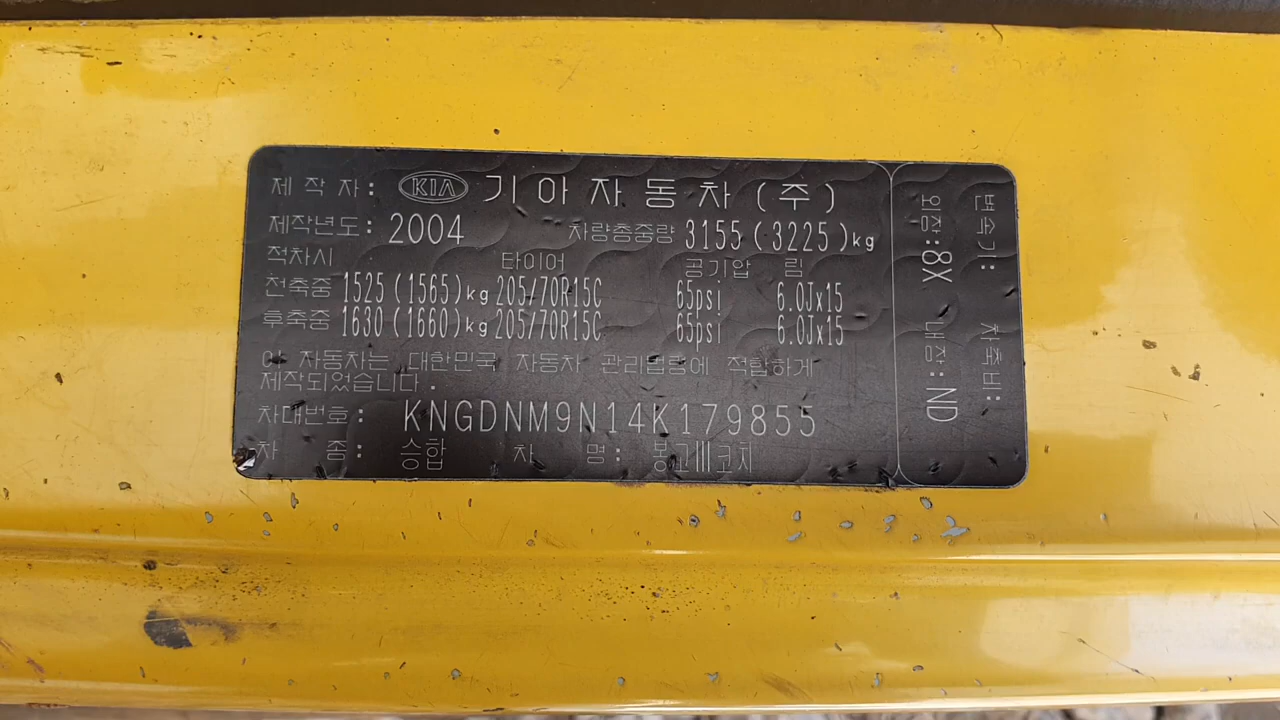 제 작 자: KIA 기아자동차(주)
제작년도: 2004 차량총중량 3155(3225)kg
적차시 타이어 공기압 림
전축중 1525(1565)kg 205/70R15C 65psi 6.0Jx15
후축중 1630(1660)kg 205/70R15C 65psi 6.0Jx15
이 자동차는 대한민국 자동차 관리법령에 적합하게
제작되었습니다.
차대번호: KNGDNM9N14K179855
차 종: 승합 차 명: 봉고III코치
변속기: 차축비:
외장:8X 내장:ND